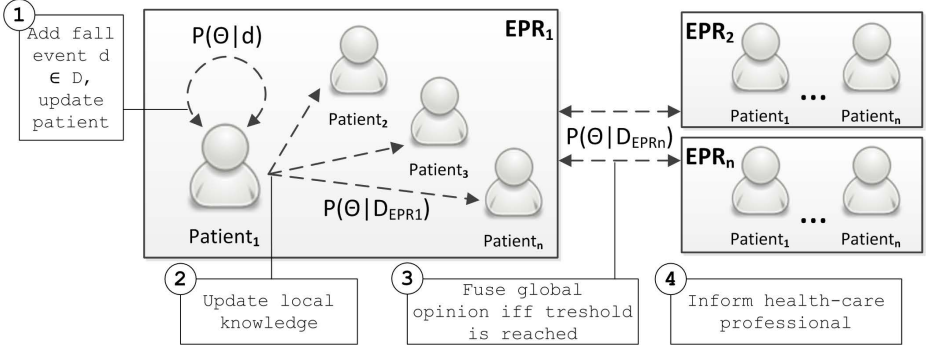 1
Add fall
event d
∈ D,
update
patient
P(Θ|d)
EPR1
Patient1
Patient2
Patient3
Patientn
P(Θ|DEPR1)
P(Θ|DEPRn)
EPR2
Patient1
...
Patientn
EPRn
Patient1
...
Patientn
2
Update local
knowledge
3
Fuse global
opinion iff treshold
is reached
4
Inform health-care
professional